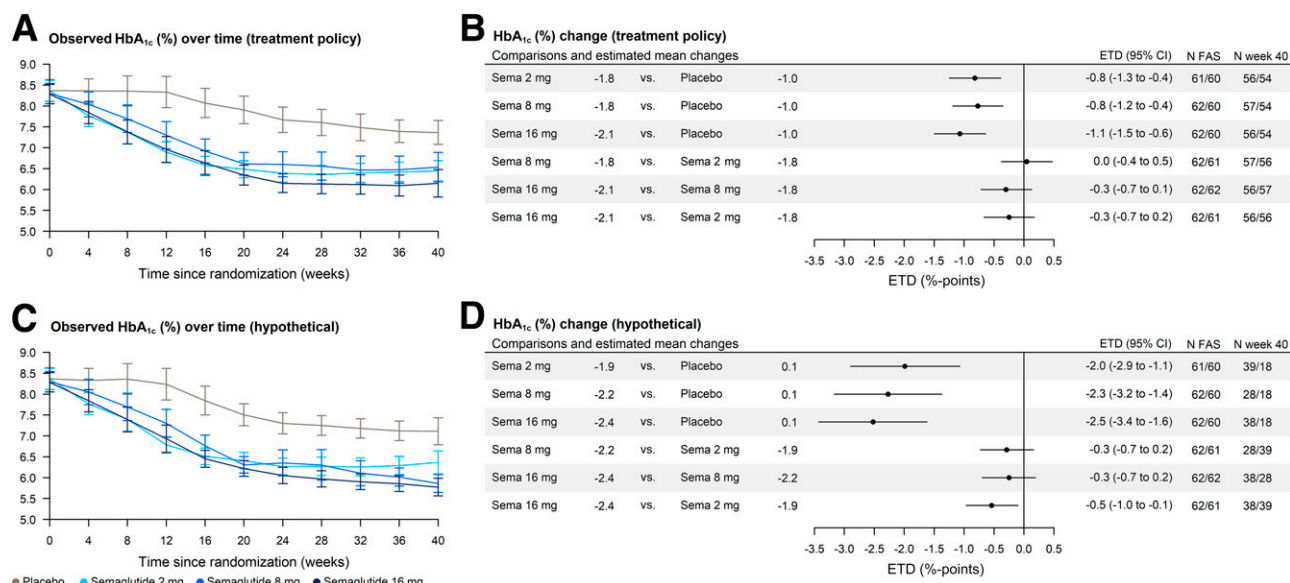 A Observed HbA1c (%) over time (treatment policy)
9.0
8.5
8.0
7.5
7.0
6.5
6.0
5.5
5.0
0 4 8 12 16 20 24 28 32 36 40
Time since randomization (weeks)
B HbA1c (%) change (treatment policy)
Comparisons and estimated mean changes ETD (95% CI) N FAS N week 40
Sema 2 mg -1.8 vs. Placebo -1.0 -0.8 (-1.3 to -0.4) 61/60 56/54
Sema 8 mg -1.8 vs. Placebo -1.0 -0.8 (-1.2 to -0.4) 62/60 57/54
Sema 16 mg -2.1 vs. Placebo -1.0 -1.1 (-1.5 to -0.6) 62/60 56/54
Sema 8 mg -1.8 vs. Sema 2 mg -1.8 0.0 (-0.4 to 0.5) 62/61 57/56
Sema 16 mg -2.1 vs. Sema 8 mg -1.8 -0.3 (-0.7 to 0.1) 62/62 56/57
Sema 16 mg -2.1 vs. Sema 2 mg -1.8 -0.3 (-0.7 to 0.2) 62/61 56/56
-3.5 -3.0 -2.5 -2.0 -1.5 -1.0 -0.5 0.0 0.5
ETD (%-points)
C Observed HbA1c (%) over time (hypothetical)
9.0
8.5
8.0
7.5
7.0
6.5
6.0
5.5
5.0
0 4 8 12 16 20 24 28 32 36 40
Time since randomization (weeks)
Placebo Semaglutide 2 mg Semaglutide 8 mg Semaglutide 16 mg
D HbA1c (%) change (hypothetical)
Comparisons and estimated mean changes ETD (95% CI) N FAS N week 40
Sema 2 mg -1.9 vs. Placebo 0.1 -2.0 (-2.9 to -1.1) 61/60 39/18
Sema 8 mg -2.2 vs. Placebo 0.1 -2.3 (-3.2 to -1.4) 62/60 28/18
Sema 16 mg -2.4 vs. Placebo 0.1 -2.5 (-3.4 to -1.6) 62/60 38/18
Sema 8 mg -2.2 vs. Sema 2 mg -1.9 -0.3 (-0.7 to 0.2) 62/61 28/39
Sema 16 mg -2.4 vs. Sema 8 mg -2.2 -0.3 (-0.7 to 0.2) 62/62 38/28
Sema 16 mg -2.4 vs. Sema 2 mg -1.9 -0.5 (-1.0 to -0.1) 62/61 38/39
-3.5 -3.0 -2.5 -2.0 -1.5 -1.0 -0.5 0.0 0.5
ETD (%-points)